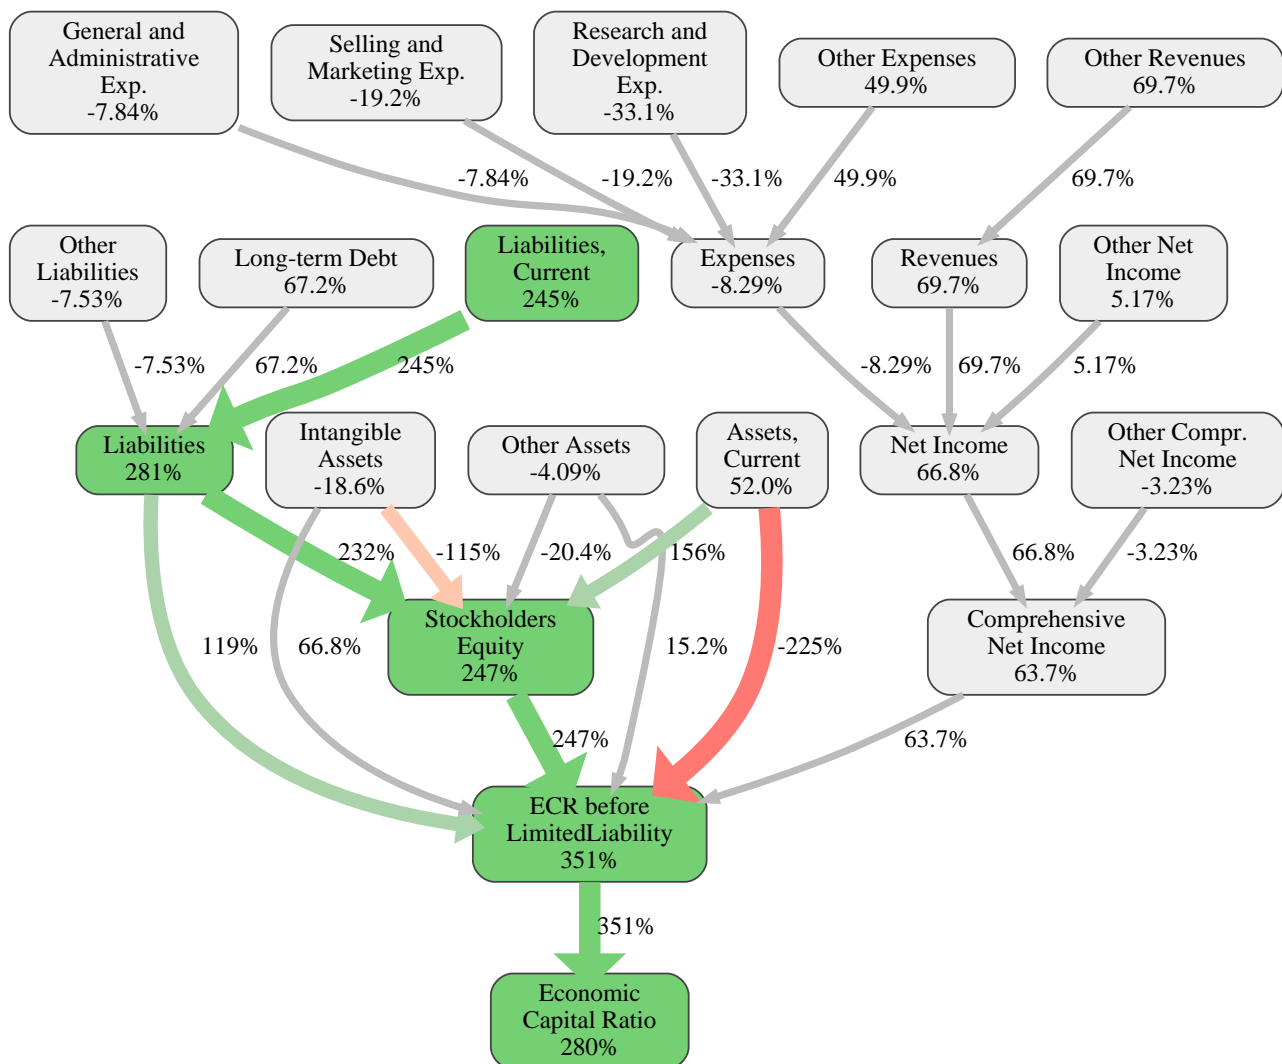 General and
Administrative
Exp.
-7.84%
Selling and
Marketing Exp.
-19.2%
Research and
Development
Exp.
-33.1%
Other Expenses
49.9%
Other Revenues
69.7%
-7.84%
-19.2%
-33.1%
49.9%
69.7%
Other
Liabilities
-7.53%
Long-term Debt
67.2%
Liabilities,
Current
245%
Expenses
-8.29%
Revenues
69.7%
Other Net
Income
5.17%
-7.53%
67.2%
245%
-8.29%
69.7%
5.17%
Liabilities
281%
Intangible
Assets
-18.6%
Other Assets
-4.09%
Assets,
Current
52.0%
Net Income
66.8%
Other Compr.
Net Income
-3.23%
232%
-115%
-20.4%
156%
66.8%
-3.23%
Stockholders
Equity
247%
Comprehensive
Net Income
63.7%
119%
66.8%
15.2%
-225%
247%
63.7%
ECR before
LimitedLiability
351%
351%
Economic
Capital Ratio
280%